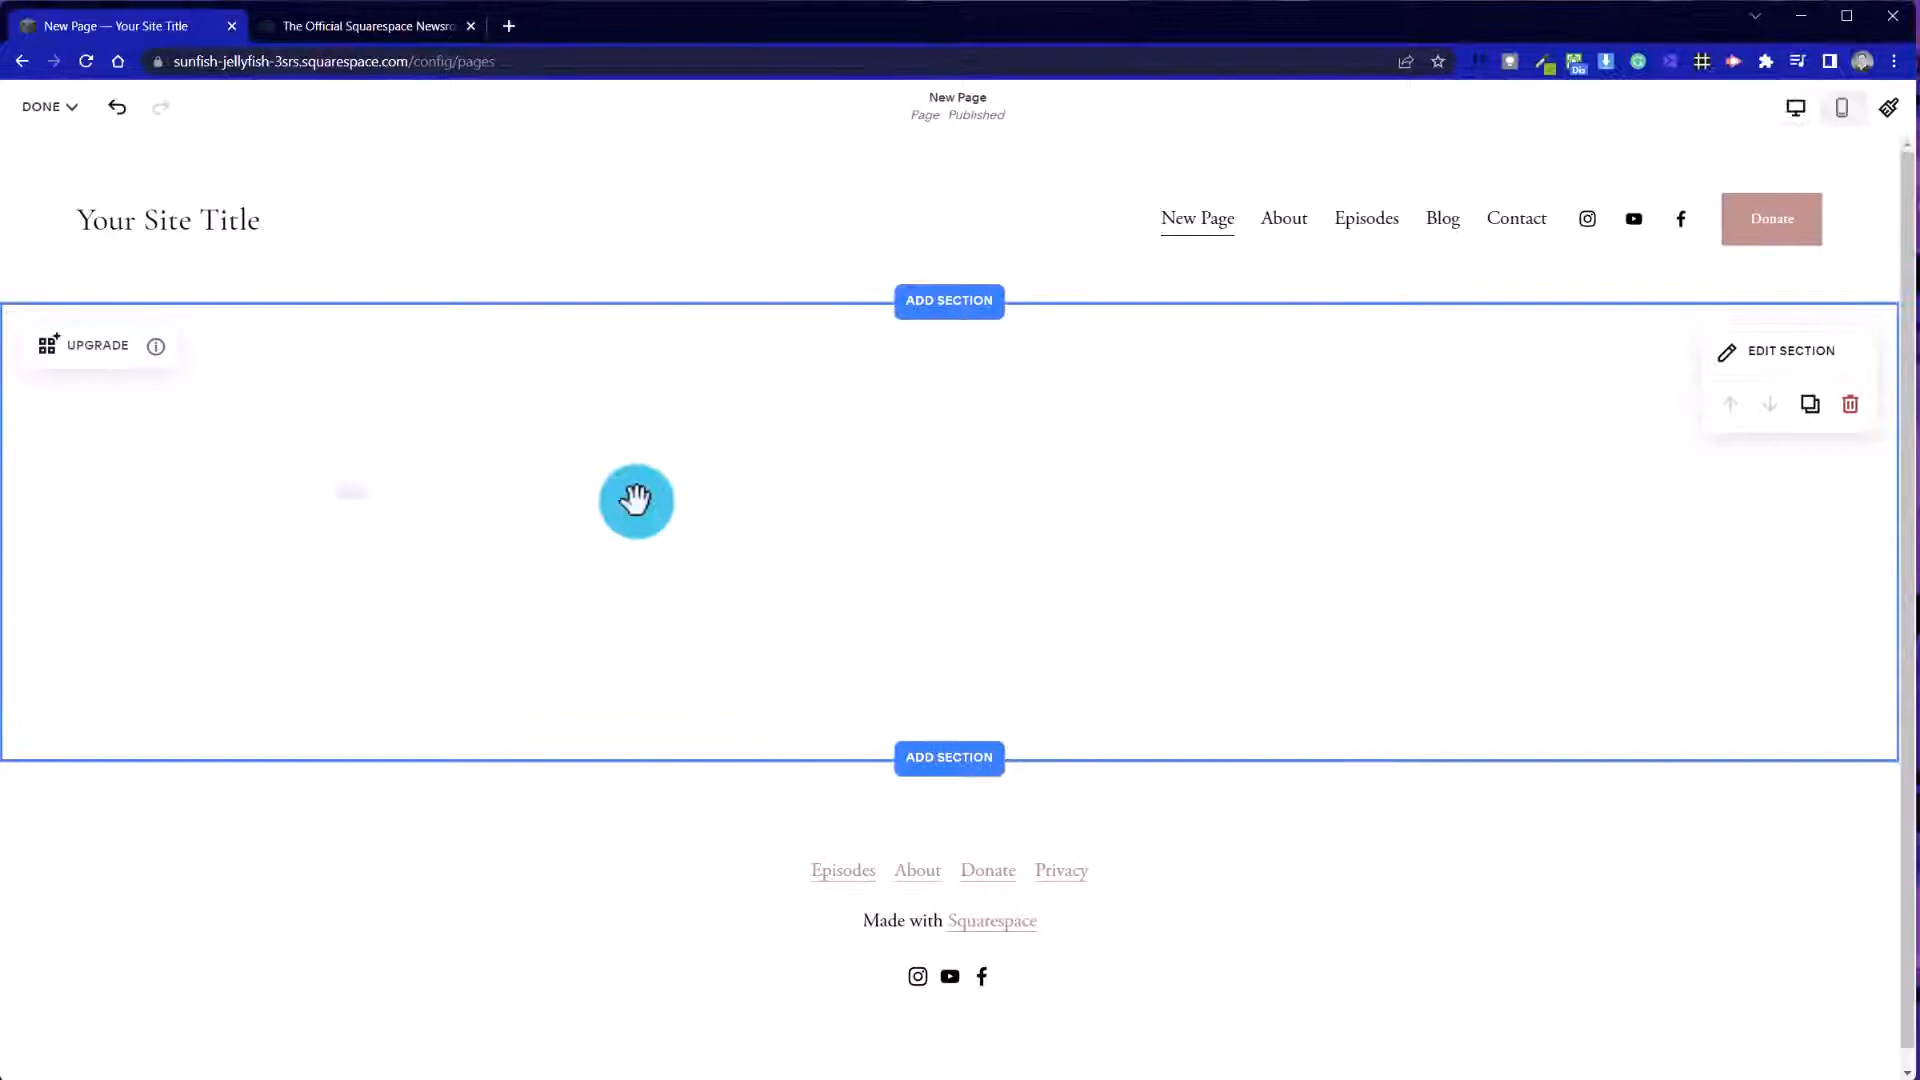 New Page — Your Site Title
The Official Squarespace Newsro
sunfish-jellyfish-3srs.squarespace.com/config/pages
Dis
DONE
New Page
Page Published
Your Site Title
New Page About Episodes Blog Contact
Donate
ADD SECTION
UPGRADE
EDIT SECTION
ADD SECTION
Episodes About Donate Privacy
Made with Squarespace